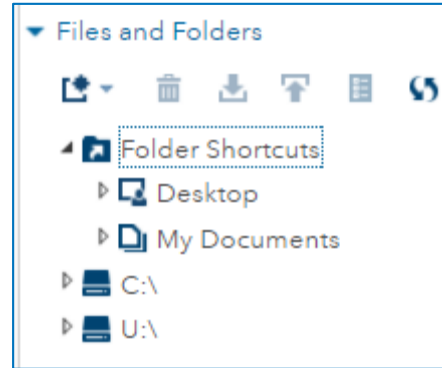 Files and Folders
Folder Shortcuts
Desktop
My Documents
C:\
U:\